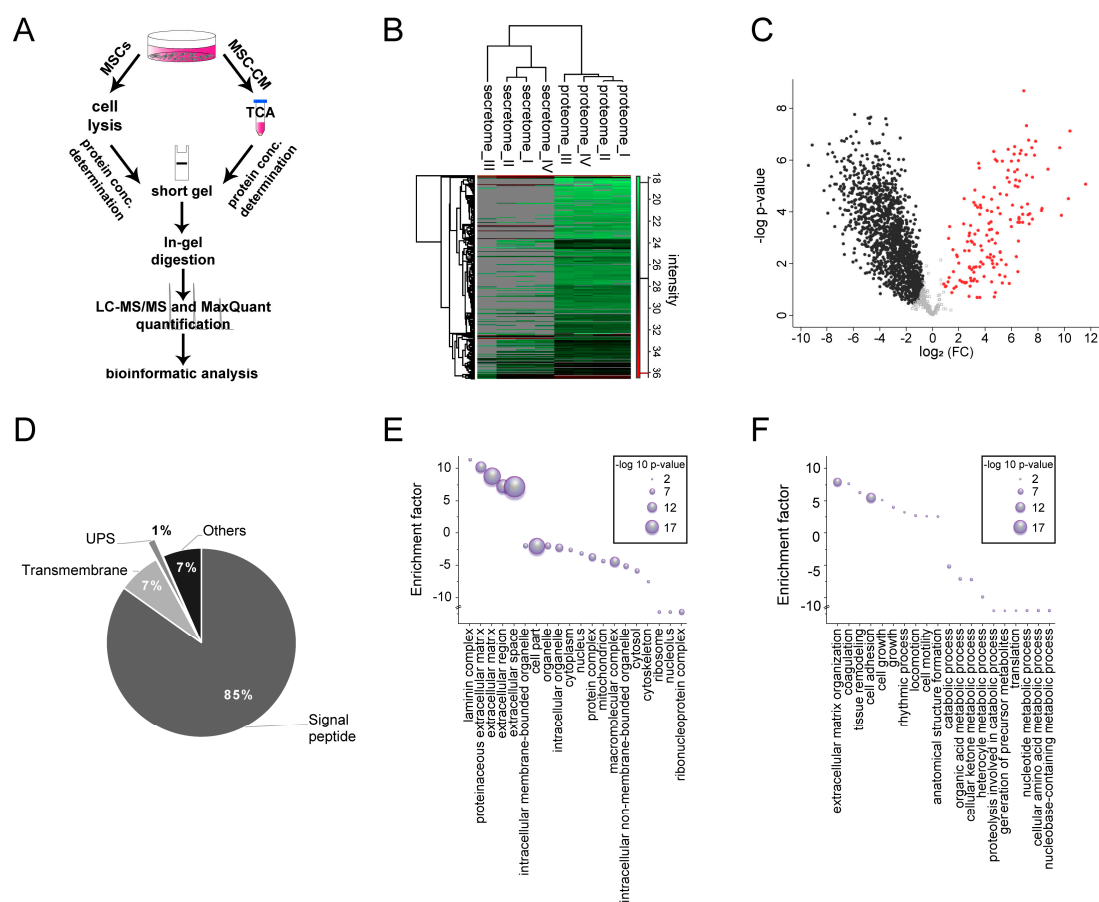 A
MSCs
MSC-CM
cell
lysis
TCA
protein conc.
determination
protein conc.
determination
short gel
In-gel
digestion
LC-MS/MS and MaxQuant
quantification
bioinformatic analysis
B
secretome_III
secretome_II
secretome_I
secretome_IV
proteome_III
proteome_IV
proteome_II
proteome_I
18
20
22
24
26
28
30
32
34
36
intensity
C
-log p-value
8
6
4
2
0
-10 -8 -6 -4 -2 0 2 4 6 8 10 12
log₂ (FC)
D
UPS
1%
Others
7%
Transmembrane
7%
85%
Signal
peptide
E
Enrichment factor
10
5
0
-5
-10
-log 10 p-value
2
7
12
17
laminin complex
proteinaceous extracellular matrix
extracellular matrix
extracellular region
extracellular space
intracellular membrane-bounded organelle
cell part
organelle
intracellular organelle
cytoplasm
nucleus
protein complex
mitochondrion
macromolecular complex
intracellular non-membrane-bounded organelle
cytosol
cytoskeleton
ribosome
nucleolus
ribonucleoprotein complex
F
Enrichment factor
10
5
0
-5
-10
-log 10 p-value
2
7
12
17
extracellular matrix organization
coagulation
tissue remodeling
cell adhesion
cell growth
growth
rhythmic process
locomotion
cell motility
anatomical structure formation
catabolic process
organic acid metabolic process
cellular ketone metabolic process
heterocycle metabolic process
proteolysis involved in catabolic process
generation of precursor metabolites
translation
nucleotide metabolic process
cellular amino acid metabolic process
nucleobase-containing metabolic process